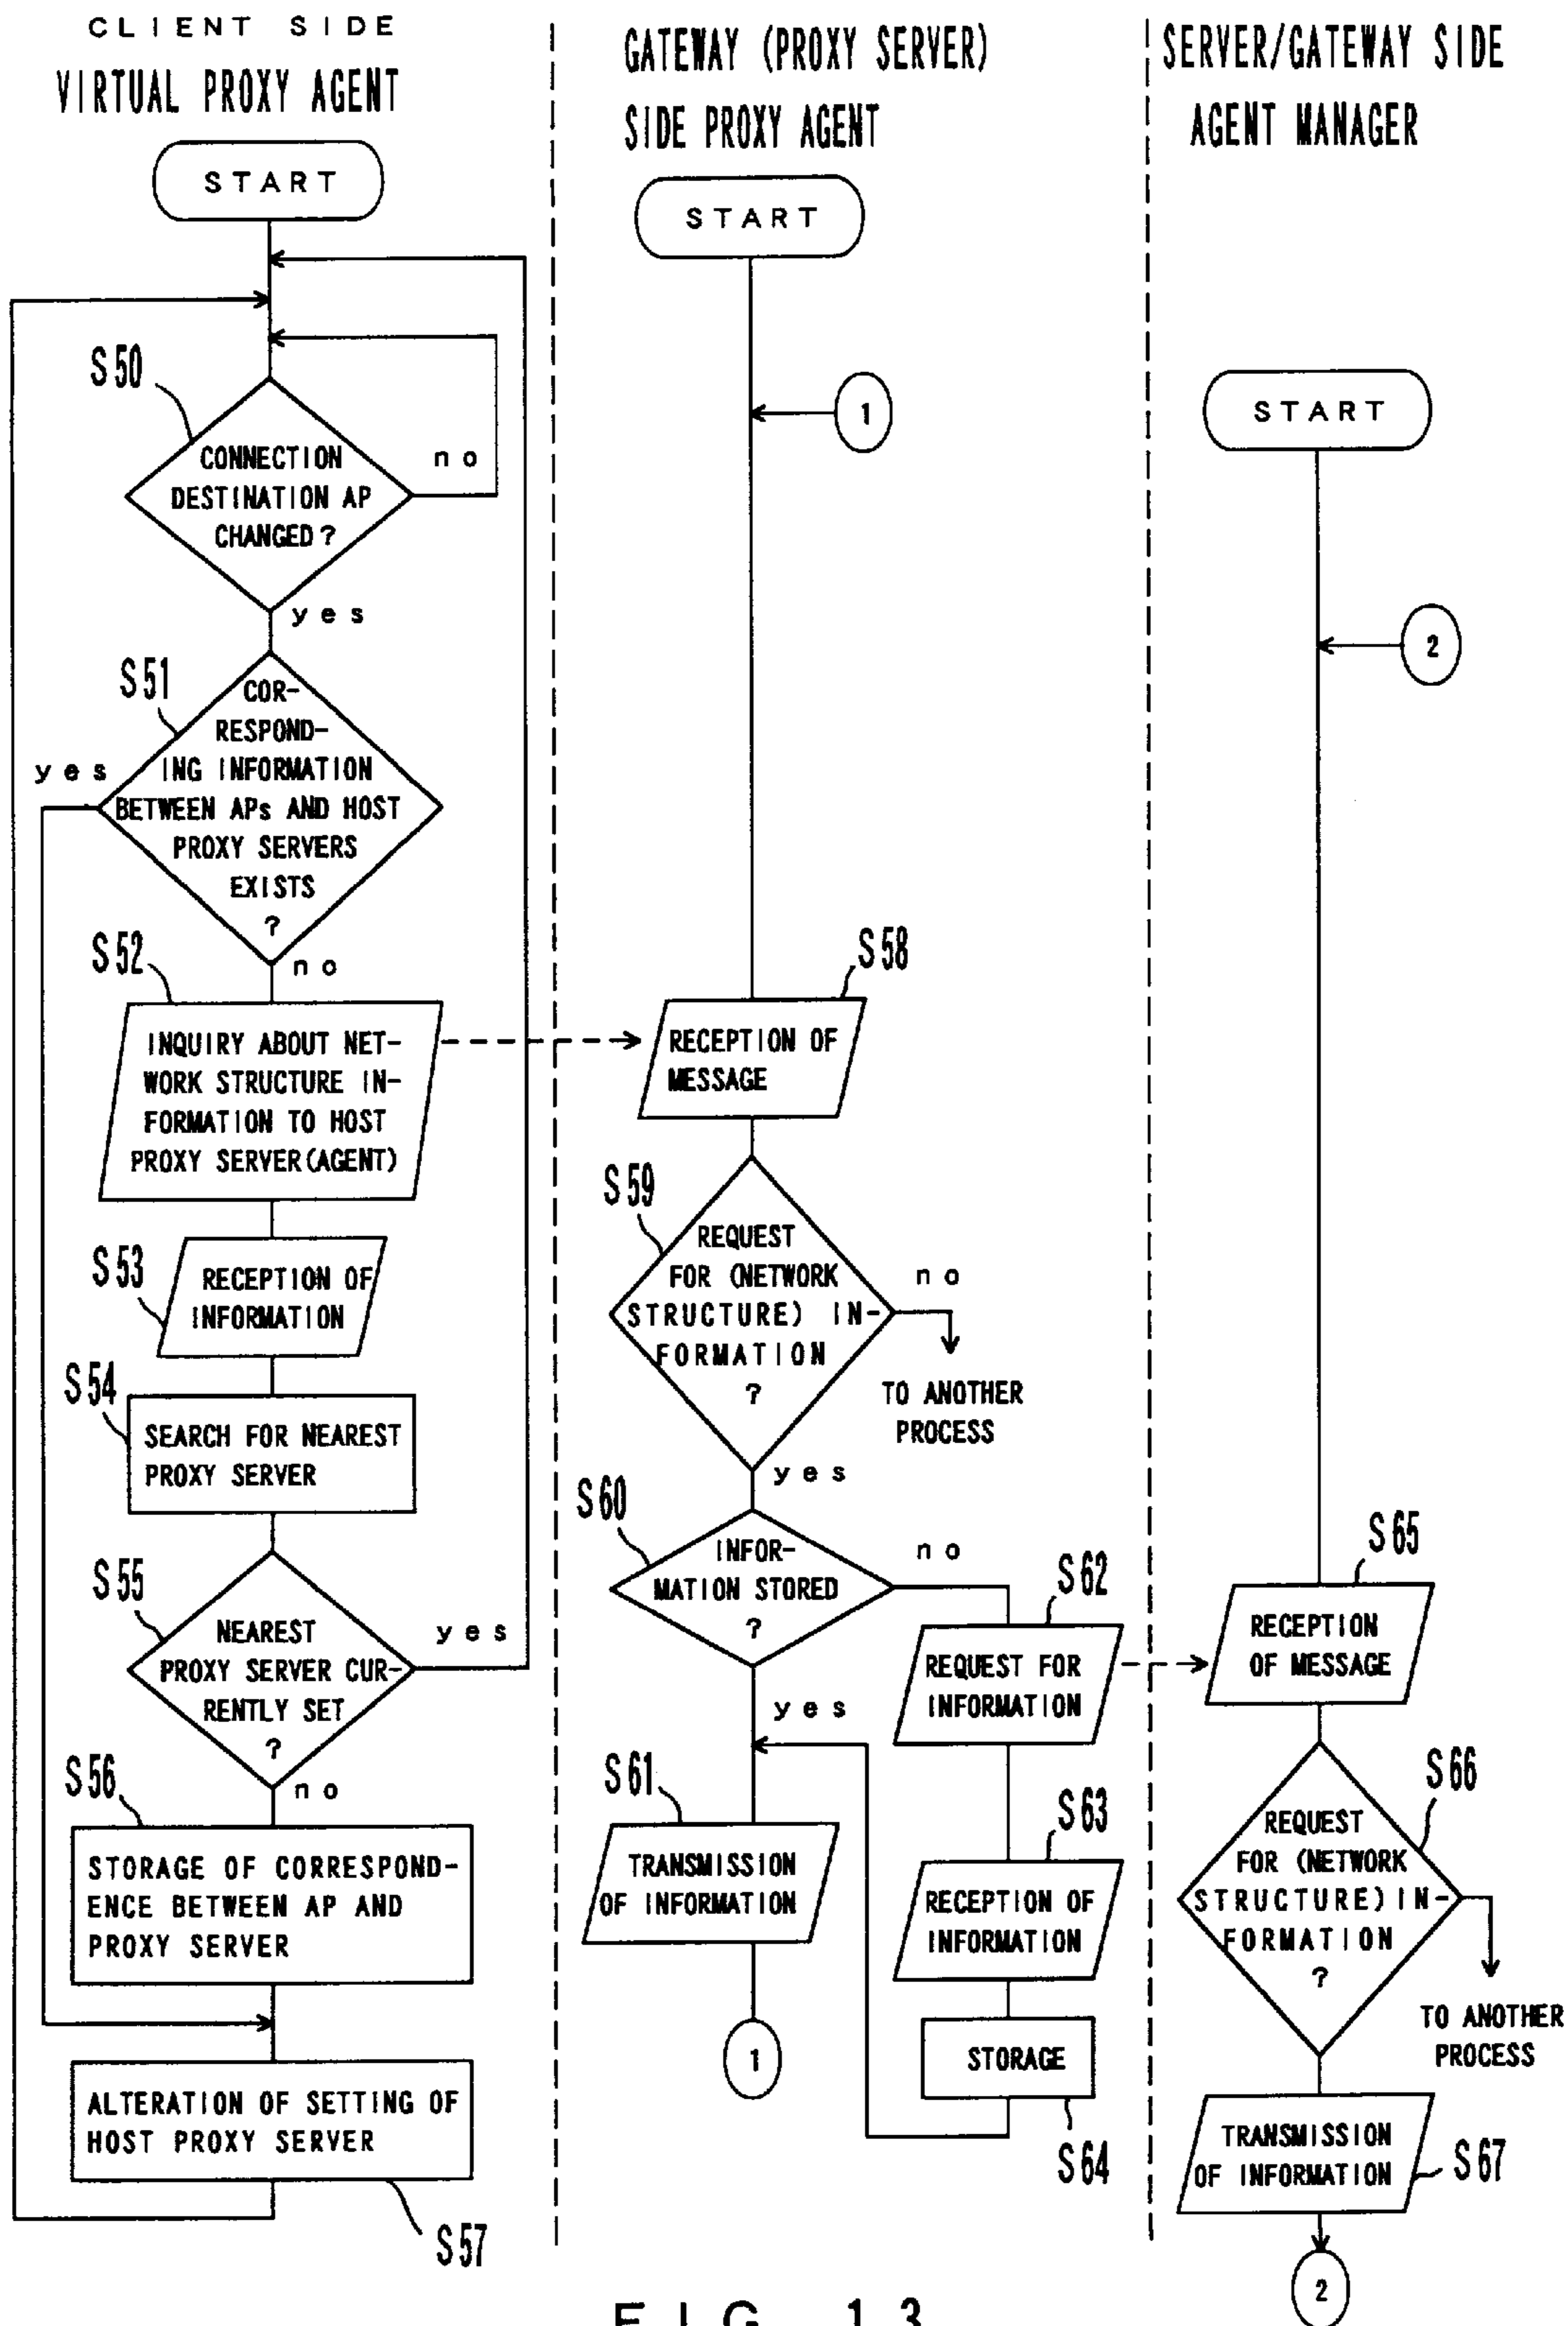 CLIENT SIDE
VIRTUAL PROXY AGENT
START
S50
CONNECTION
DESTINATION AP
CHANGED?
no
yes
S51
COR-
RESPOND-
ING INFORMATION
BETWEEN APs AND HOST
PROXY SERVERS
EXISTS
?
yes
no
S52
INQUIRY ABOUT NET-
WORK STRUCTURE IN-
FORMATION TO HOST
PROXY SERVER(AGENT)
S53
RECEPTION OF
INFORMATION
S54
SEARCH FOR NEAREST
PROXY SERVER
S55
NEAREST
PROXY SERVER CUR-
RENTLY SET
?
yes
no
S56
STORAGE OF CORRESPOND-
ENCE BETWEEN AP AND
PROXY SERVER
ALTERATION OF SETTING OF
HOST PROXY SERVER
S57
GATEWAY (PROXY SERVER)
SIDE PROXY AGENT
START
1
S58
RECEPTION OF
MESSAGE
S59
REQUEST
FOR (NETWORK
STRUCTURE) IN-
FORMATION
?
no
TO ANOTHER
PROCESS
yes
S60
INFOR-
MATION STORED
?
no
yes
S61
TRANSMISSION
OF INFORMATION
1
S62
REQUEST FOR
INFORMATION
S63
RECEPTION OF
INFORMATION
STORAGE
S64
SERVER/GATEWAY SIDE
AGENT MANAGER
START
2
S65
RECEPTION
OF MESSAGE
S66
REQUEST
FOR (NETWORK
STRUCTURE) IN-
FORMATION
?
TO ANOTHER
PROCESS
TRANSMISSION
OF INFORMATION
S67
2
FIG. 13